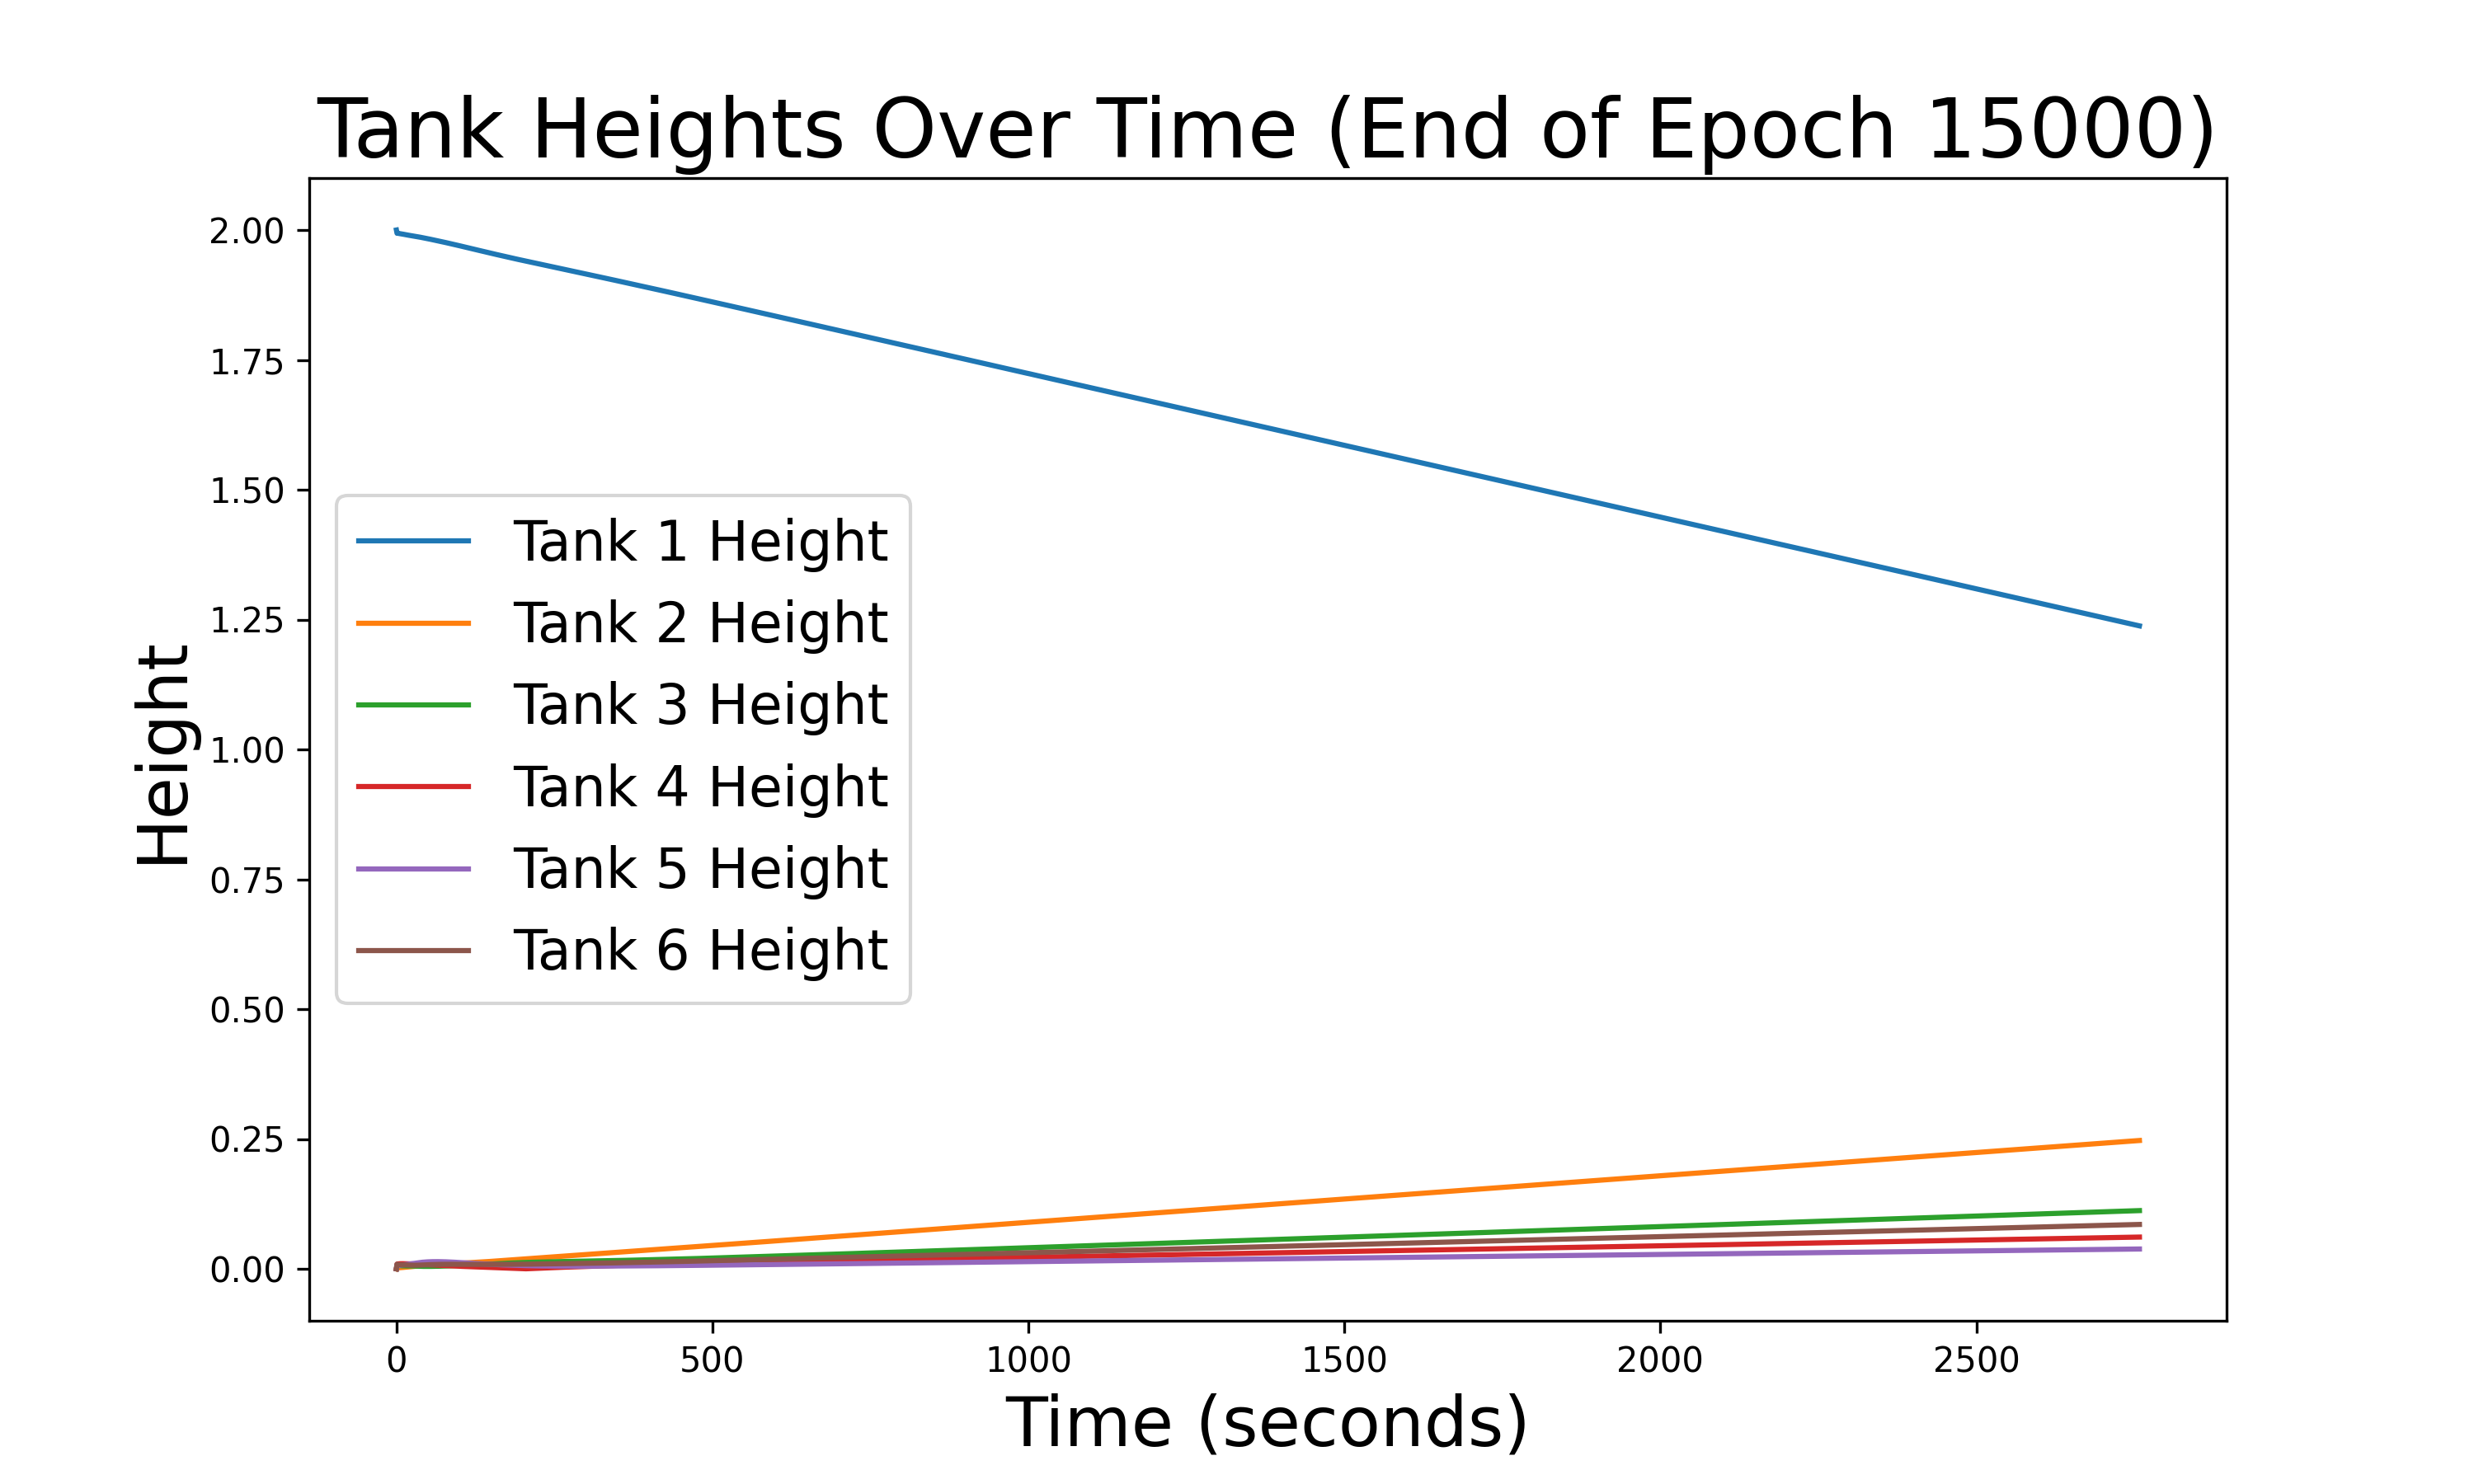 Tank Heights Over Time (End of Epoch 15000)
2.00
1.75
1.50
1.25
1.00
0.75
0.50
0.25
0.00
Height
Tank 1 Height
Tank 2 Height
Tank 3 Height
Tank 4 Height
Tank 5 Height
Tank 6 Height
0 500 1000 1500 2000 2500
Time (seconds)